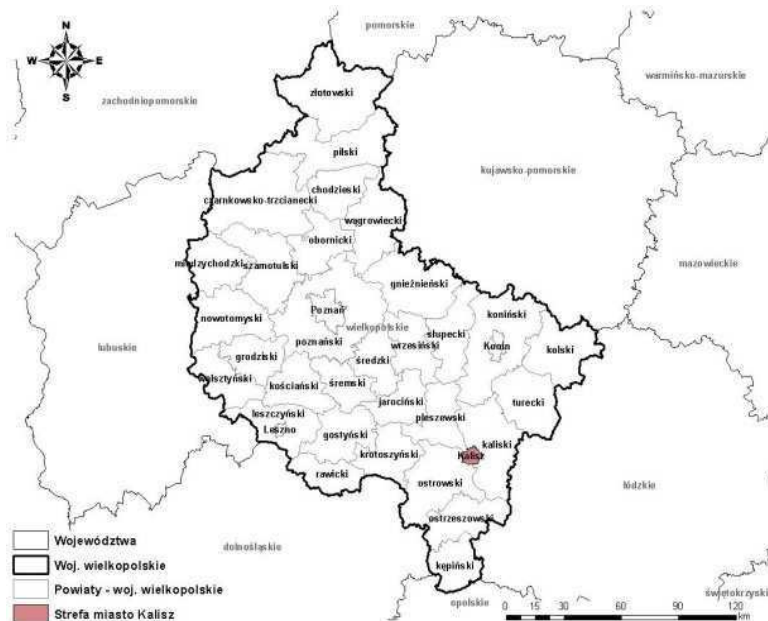 pomorskie
N
W E
S
warmińsko-mazurskie
złotowski
zachodniopomorskie
pilski
kujawsko-pomorskie
chodzieski
czarnkowsko-trzcianecki
wągrowiecki
obornicki
międzychodzki
szamotulski
mazowieckie
gnieźnieński
Poznań
koniński
nowotomyski
wielkopolskie
słupecki
lubuskie
poznański
wrzesiński
Konin
kolski
grodziski
średzki
wolsztyński
kościański
śremski
jarociński
turecki
leszczyński
pleszewski
Leszno
gostyński
kaliski
krotoszyński
Kalisz
rawicki
ostrowski
łódzkie
ostrzeszowski
dolnośląskie
kępiński
opolskie
świętokrzyski
Województwa
Woj. wielkopolskie
Powiaty - woj. wielkopolskie
Strefa miasto Kalisz
0 15 30 60 90 120
km